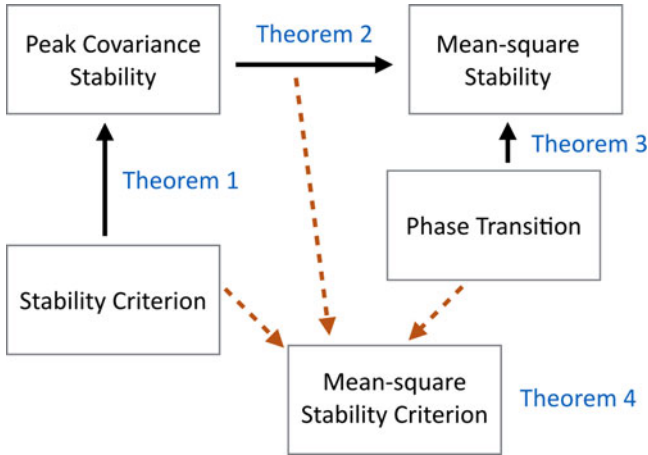 Peak Covariance
Stability
Theorem 2
Mean-square
Stability
Theorem 1
Theorem 3
Phase Transition
Stability Criterion
Mean-square
Stability Criterion
Theorem 4